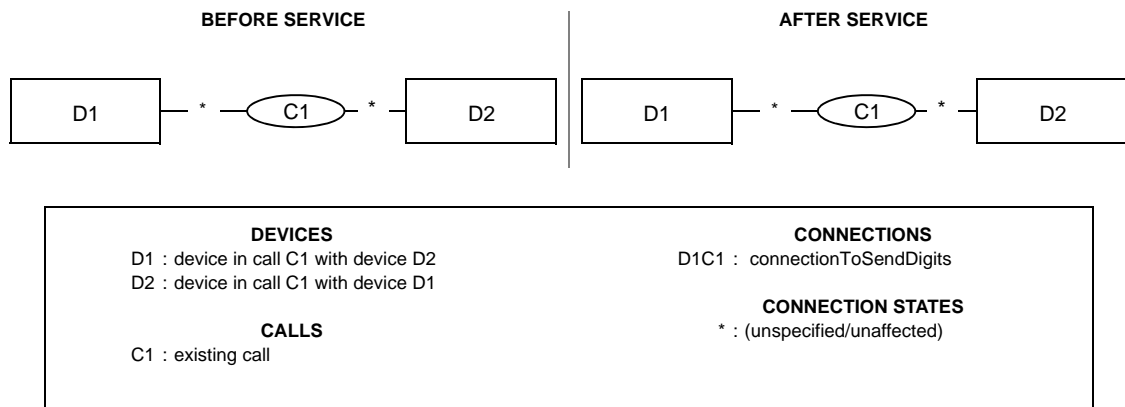 BEFORE SERVICE
AFTER SERVICE
D1 * C1 * D2
D1 * C1 * D2
DEVICES
D1 : device in call C1 with device D2
D2 : device in call C1 with device D1
CALLS
C1 : existing call
CONNECTIONS
D1C1 : connectionToSendDigits
CONNECTION STATES
* : (unspecified/unaffected)